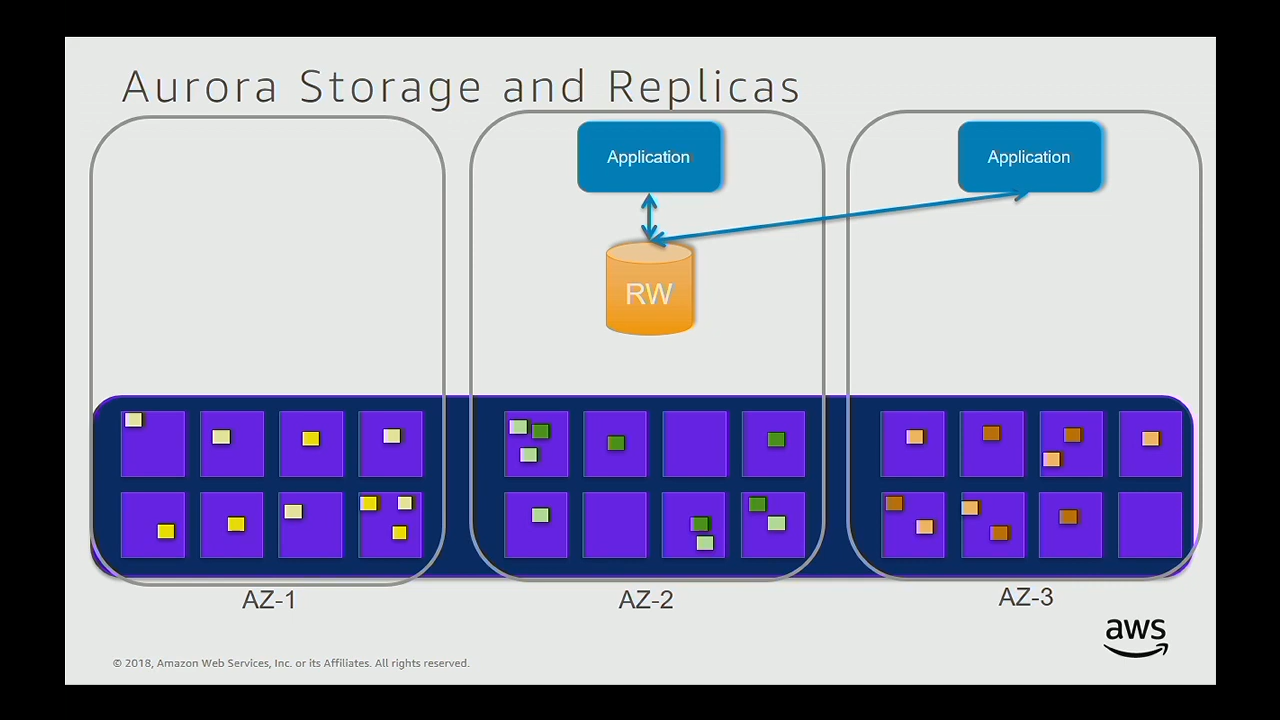 Aurora Storage and Replicas
Application
Application
RW
AZ-1
AZ-2
AZ-3
aws
© 2018, Amazon Web Services, Inc. or its Affiliates. All rights reserved.